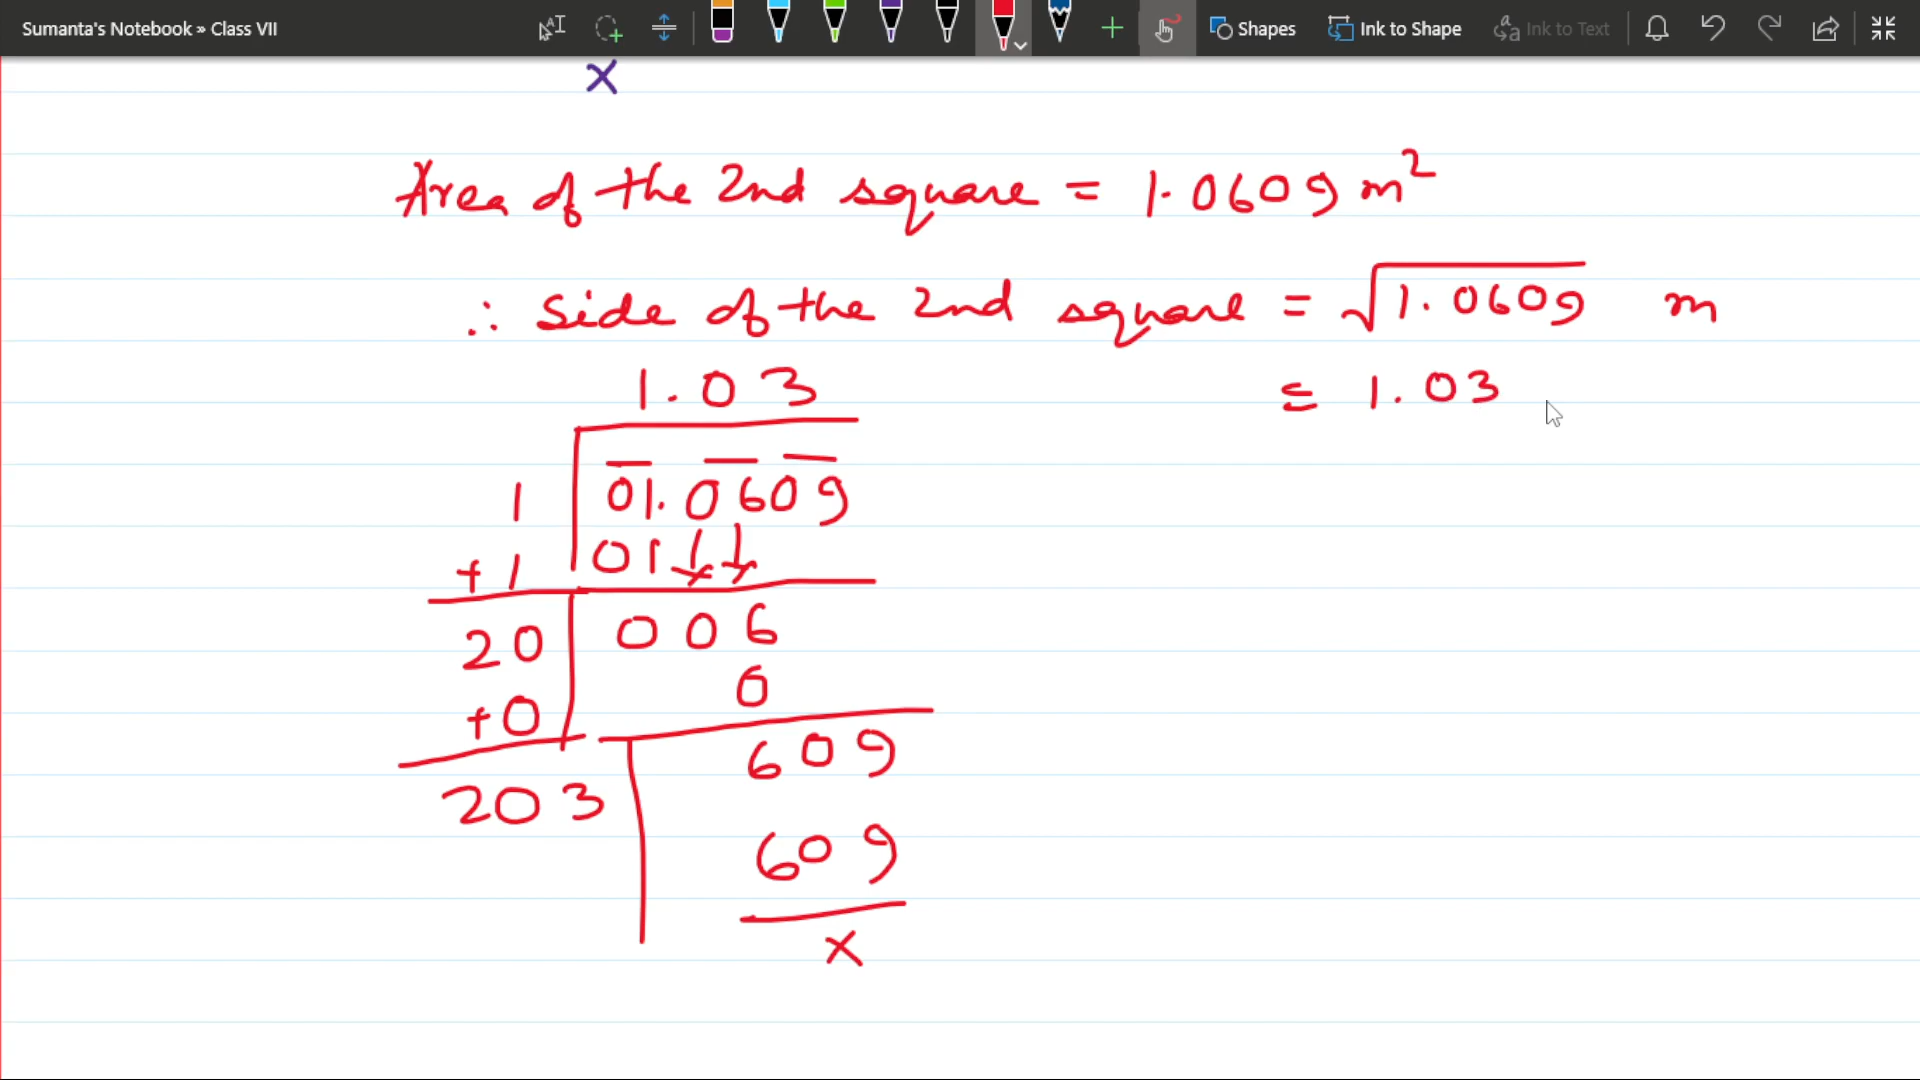 Sumanta's Notebook » Class VII
Shapes
Ink to Shape
Ink to Text
x
Area of the 2nd square = 1.0609 m²
∴ Side of the 2nd square = √1.0609 m
= 1.03
1.03
1 01.0609
+1 01
20 006
+0 0
203 609
609
x